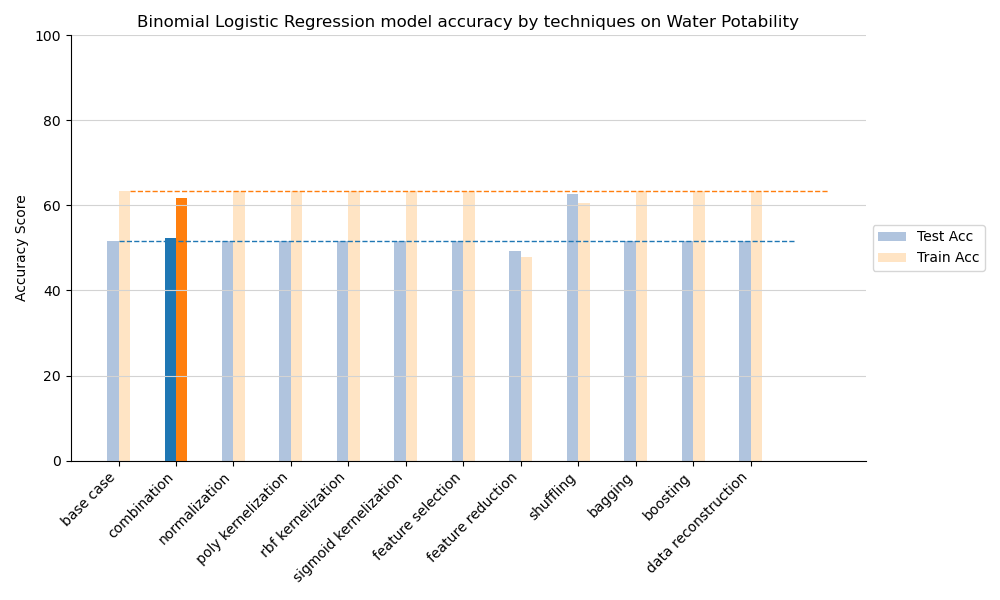 Binomial Logistic Regression model accuracy by techniques on Water Potability
100
80
60
40
20
0
Accuracy Score
Test Acc
Train Acc
base case
combination
normalization
poly kernelization
rbf kernelization
sigmoid kernelization
feature selection
feature reduction
shuffling
bagging
boosting
data reconstruction